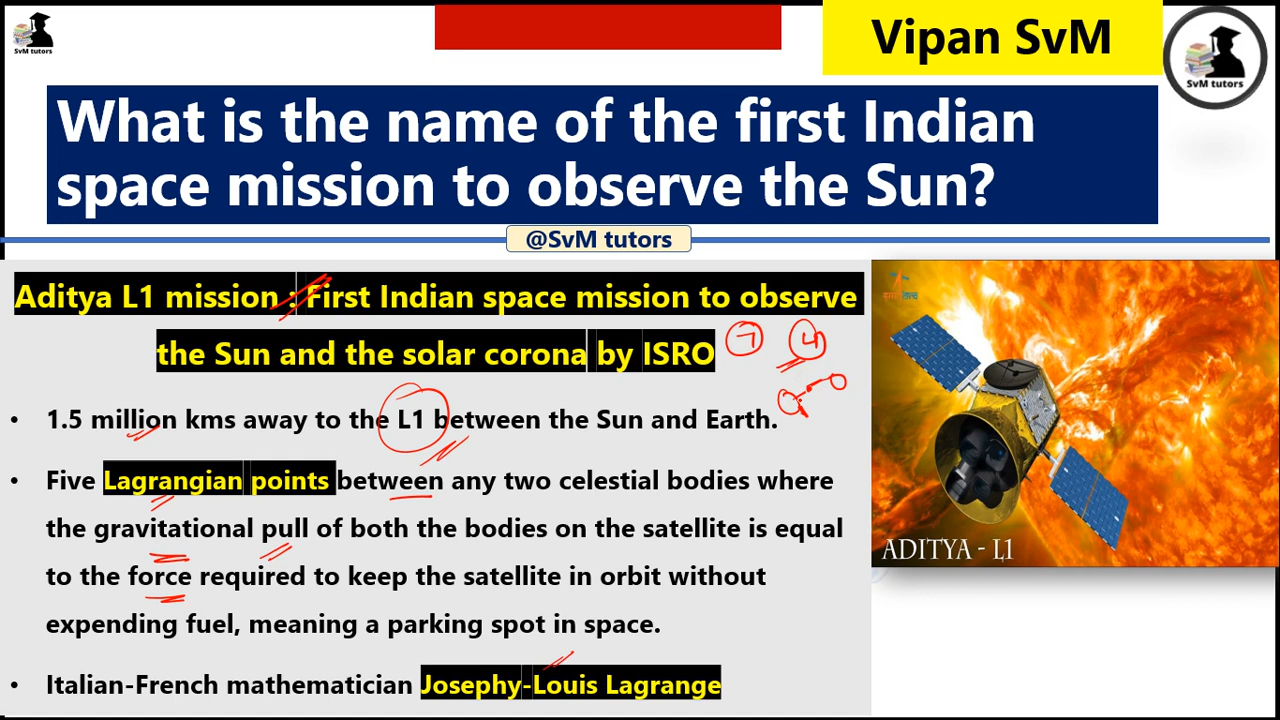 SvM tutors
Vipan SvM
SvM tutors
What is the name of the first Indian
space mission to observe the Sun?
@SvM tutors
Aditya L1 mission : First Indian space mission to observe
the Sun and the solar corona by ISRO
7 4
• 1.5 million kms away to the L1 between the Sun and Earth.
• Five Lagrangian points between any two celestial bodies where
the gravitational pull of both the bodies on the satellite is equal
to the force required to keep the satellite in orbit without
expending fuel, meaning a parking spot in space.
• Italian-French mathematician Josephy-Louis Lagrange
ADITYA - L1